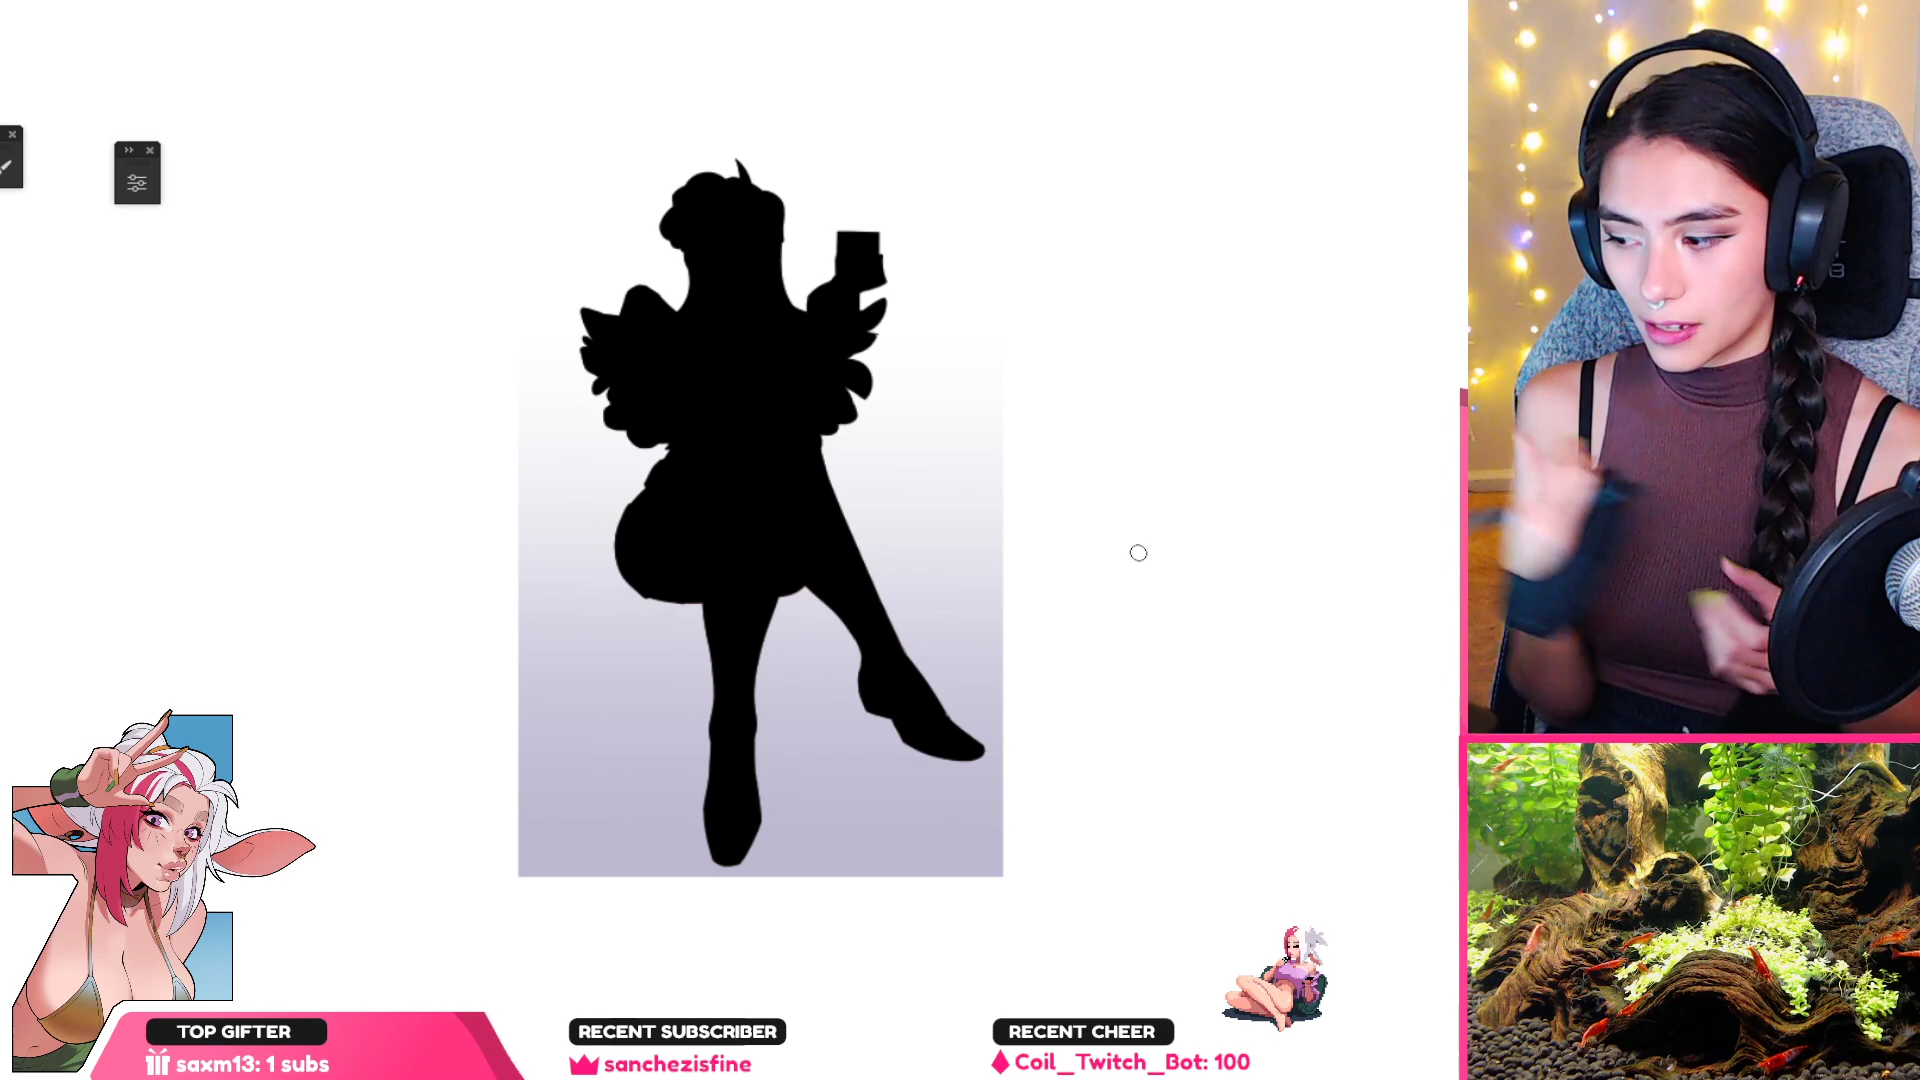 TOP GIFTER
saxm13: 1 subs
RECENT SUBSCRIBER
sanchezisfine
RECENT CHEER
Coil_Twitch_Bot: 100